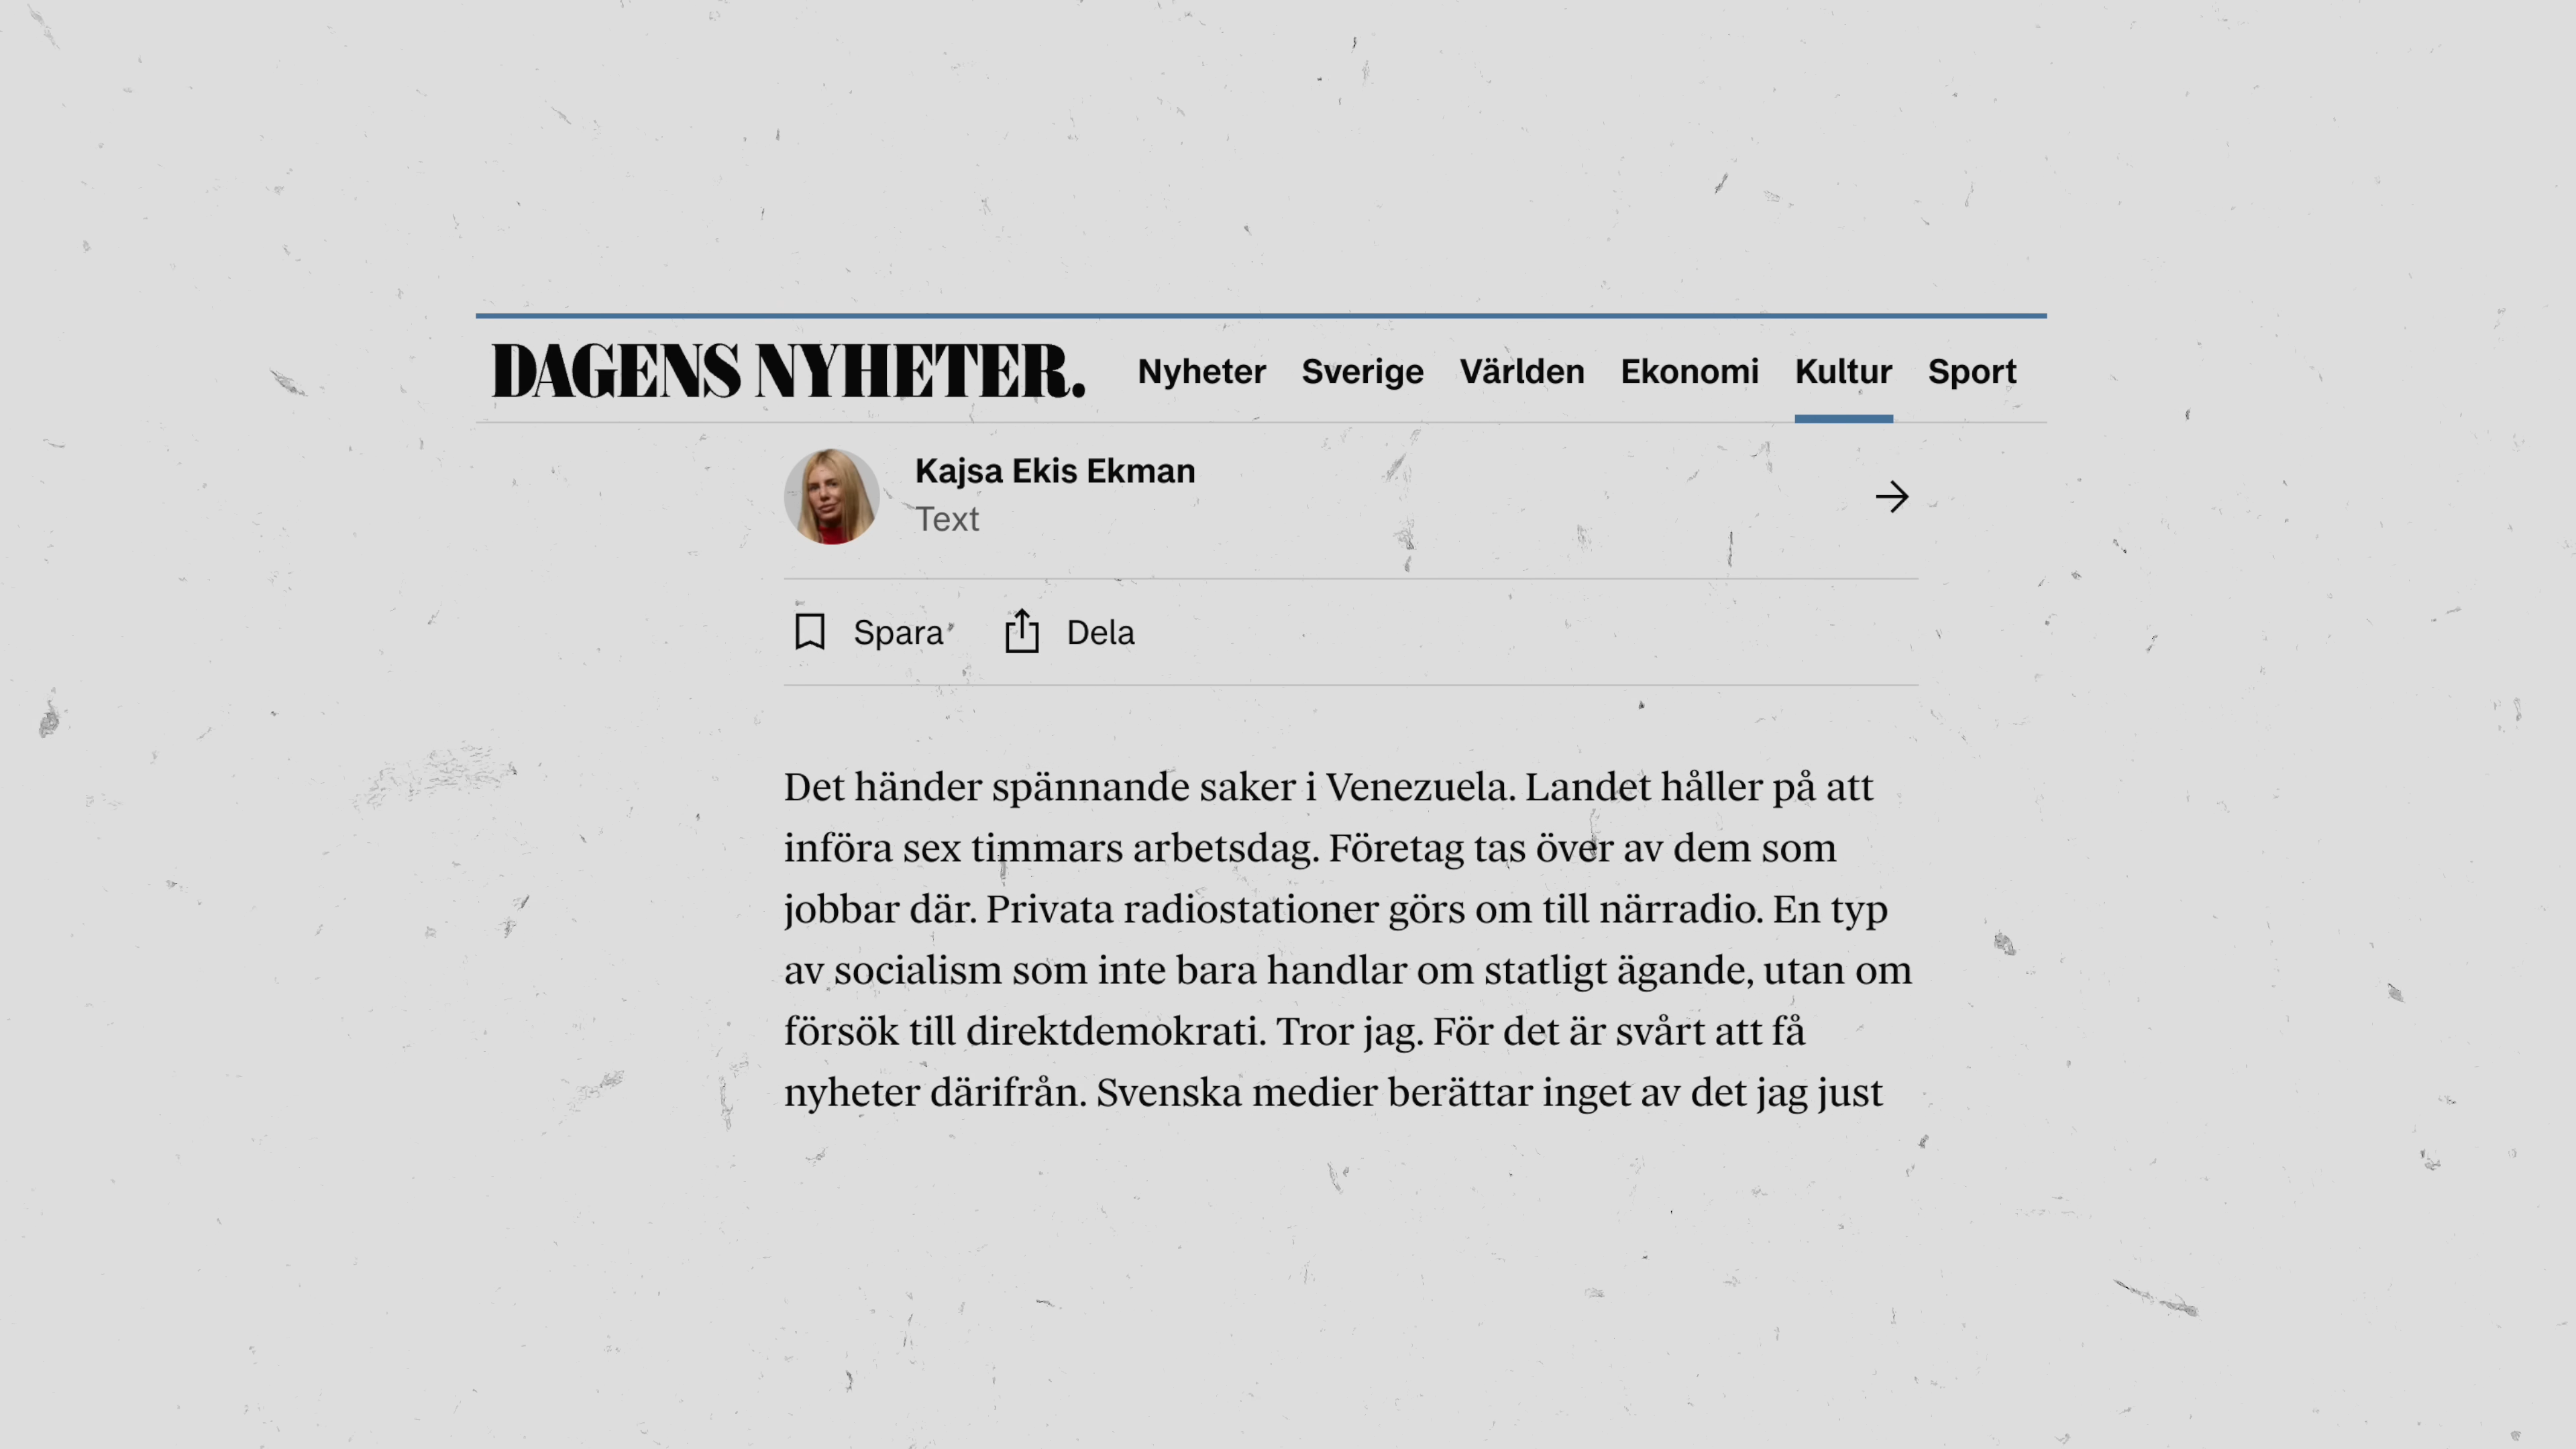 DAGENS NYHETER. Nyheter Sverige Världen Ekonomi Kultur Sport
Kajsa Ekis Ekman
Text
Spara Dela
Det händer spännande saker i Venezuela. Landet håller på att
införa sex timmars arbetsdag. Företag tas över av dem som
jobbar där. Privata radiostationer görs om till närradio. En typ
av socialism som inte bara handlar om statligt ägande, utan om
försök till direktdemokrati. Tror jag. För det är svårt att få
nyheter därifrån. Svenska medier berättar inget av det jag just